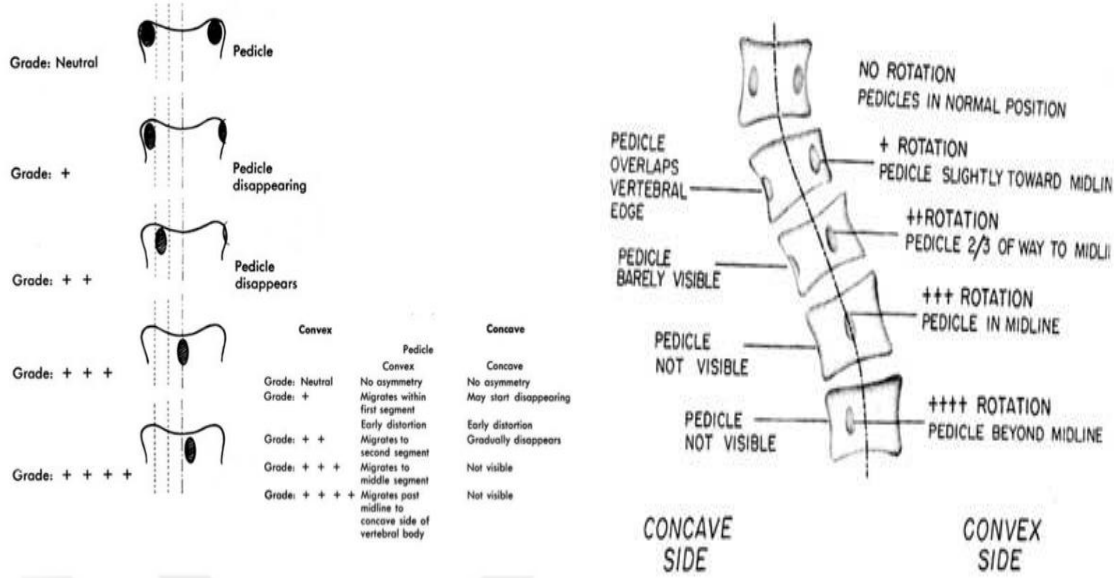 Grade: Neutral
Pedicle
Grade: +
Pedicle
disappearing
Grade: + +
Pedicle
disappears
Grade: + + +
Grade: + + + +
Convex Concave
Pedicle
Convex Concave
Grade: Neutral No asymmetry No asymmetry
Grade: + Migrates within May start disappearing
first segment
Early distortion Early distortion
Grade: + + Migrates to Gradually disappears
second segment
Grade: + + + Migrates to Not visible
middle segment
Grade: + + + + Migrates past Not visible
midline to
concave side of
vertebral body
NO ROTATION
PEDICLES IN NORMAL POSITION
PEDICLE
OVERLAPS
VERTEBRAL
EDGE
+ ROTATION
PEDICLE SLIGHTLY TOWARD MIDLIN
++ROTATION
PEDICLE 2/3 OF WAY TO MIDLI
PEDICLE
BARELY VISIBLE
+++ ROTATION
PEDICLE IN MIDLINE
PEDICLE
NOT VISIBLE
++++ ROTATION
PEDICLE BEYOND MIDLINE
PEDICLE
NOT VISIBLE
CONCAVE
SIDE
CONVEX
SIDE